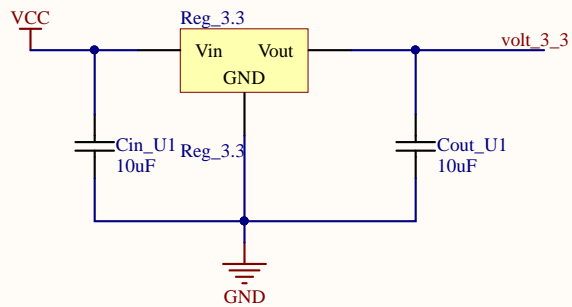 VCC
Reg_3.3
Vin Vout
GND
volt_3_3
Cin_U1
10uF
Reg_3.3
Cout_U1
10uF
GND